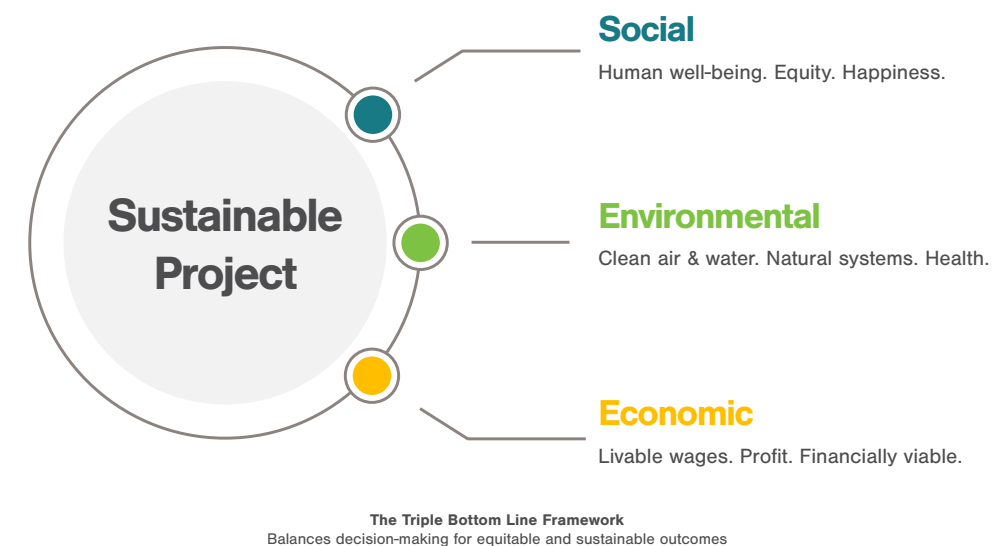 Sustainable
Project
Social
Human well-being. Equity. Happiness.
Environmental
Clean air & water. Natural systems. Health.
Economic
Livable wages. Profit. Financially viable.
The Triple Bottom Line Framework
Balances decision-making for equitable and sustainable outcomes